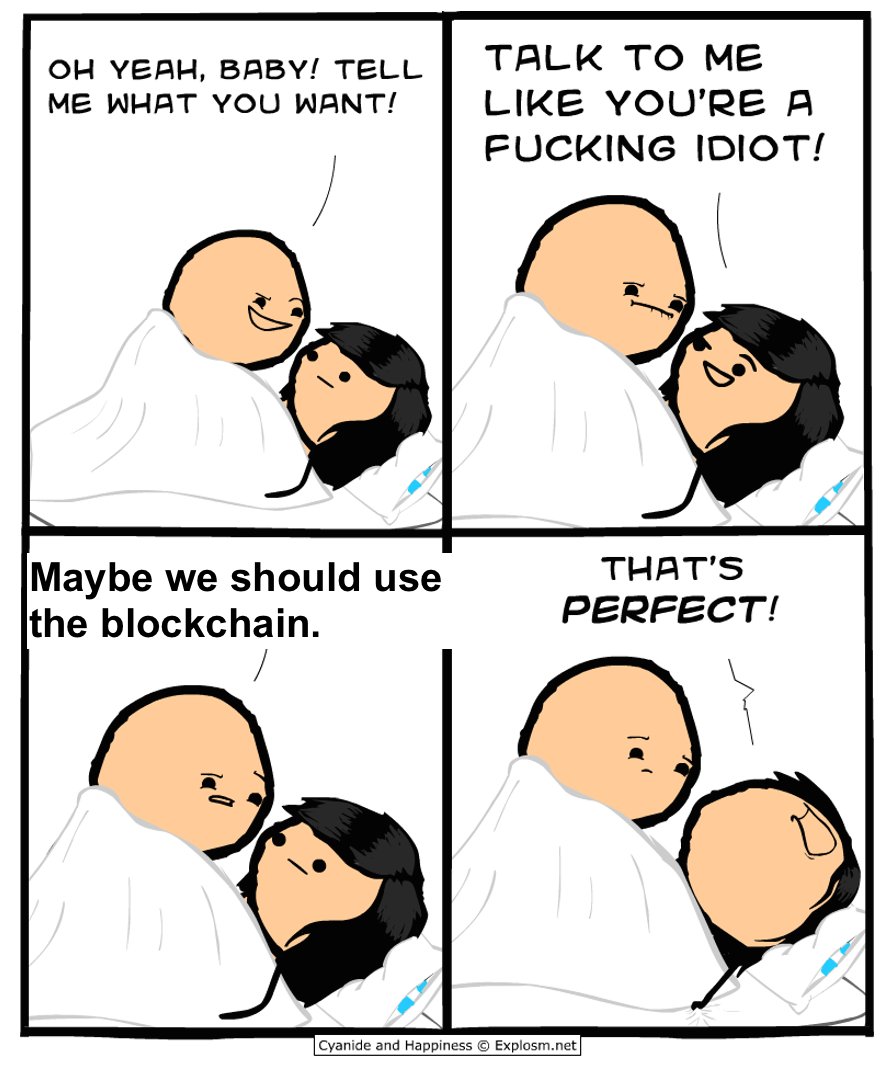 OH YEAH, BABY! TELL
ME WHAT YOU WANT!
TALK TO ME
LIKE YOU'RE A
FUCKING IDIOT!
Maybe we should use
the blockchain.
THAT'S
PERFECT!
Cyanide and Happiness © Explosm.net